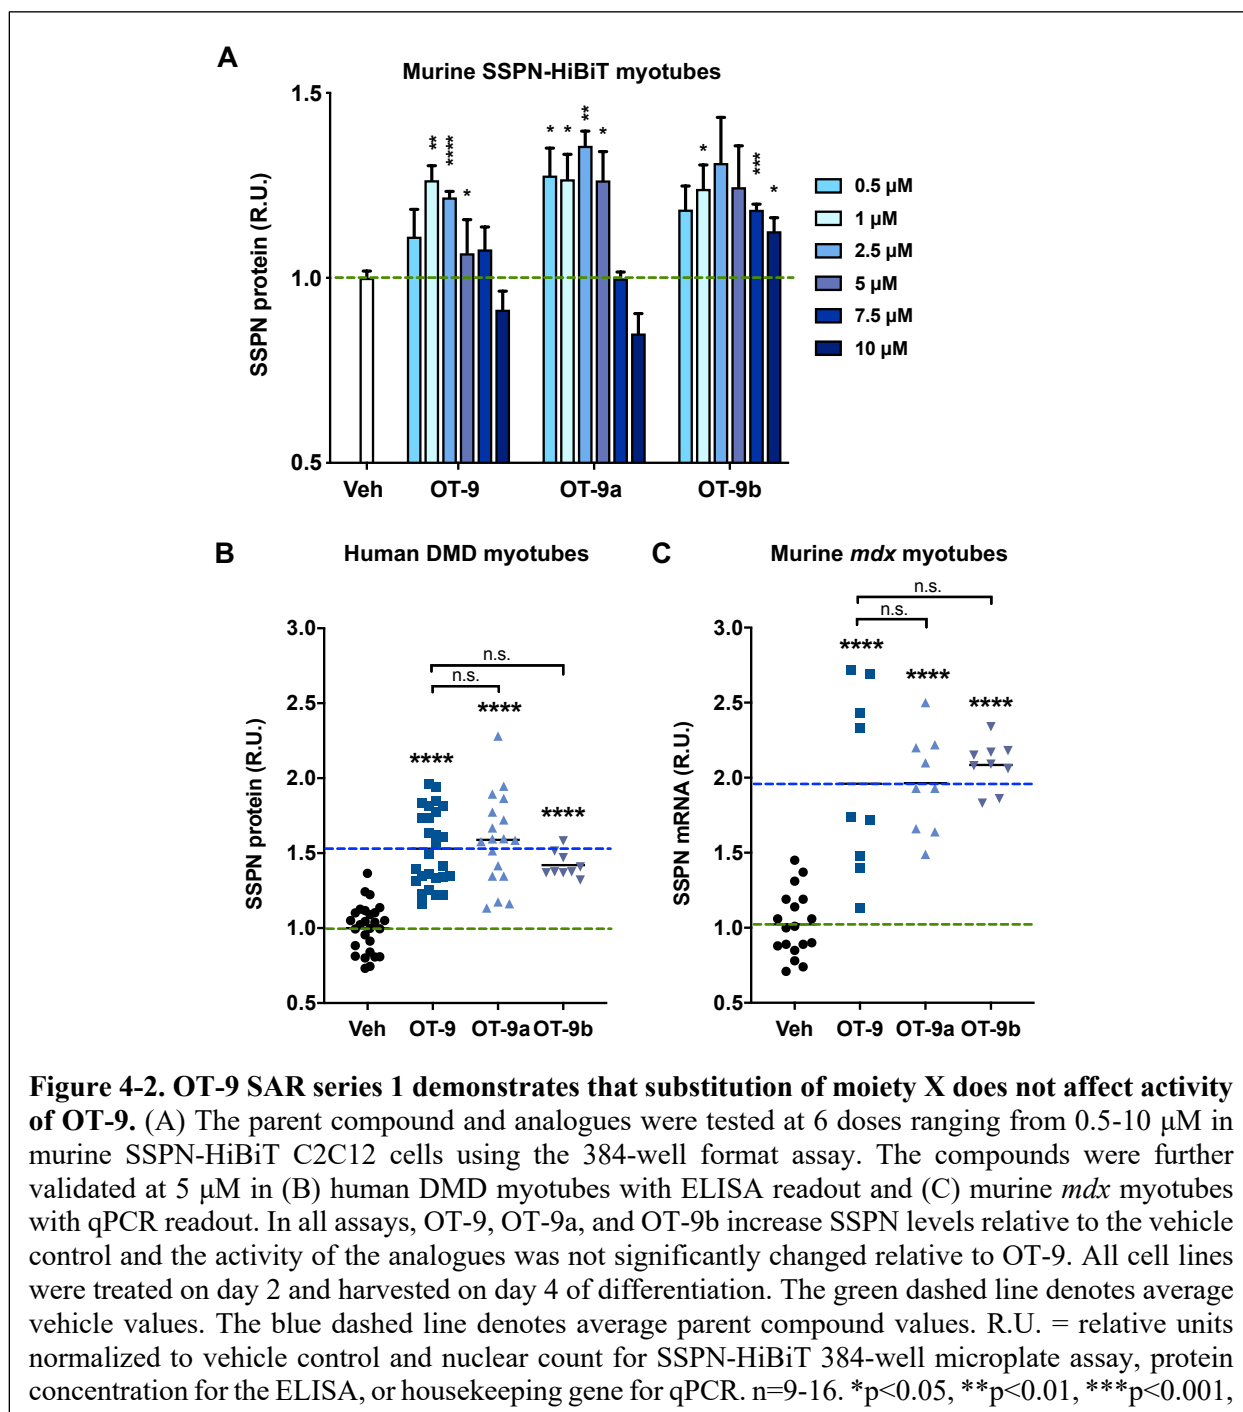 A
Murine SSPN-HiBiT myotubes
SSPN protein (R.U.)
1.5
1.0
0.5
** **** *
* * ** *
* *** *
Veh OT-9 OT-9a OT-9b
0.5 μM
1 μM
2.5 μM
5 μM
7.5 μM
10 μM
B
Human DMD myotubes
SSPN protein (R.U.)
3.0
2.5
2.0
1.5
1.0
0.5
n.s.
n.s.
****
****
****
Veh OT-9 OT-9a OT-9b
C
Murine mdx myotubes
SSPN mRNA (R.U.)
3.0
2.5
2.0
1.5
1.0
0.5
n.s.
n.s.
****
****
****
Veh OT-9 OT-9a OT-9b
Figure 4-2. OT-9 SAR series 1 demonstrates that substitution of moiety X does not affect activity
of OT-9. (A) The parent compound and analogues were tested at 6 doses ranging from 0.5-10 μM in
murine SSPN-HiBiT C2C12 cells using the 384-well format assay. The compounds were further
validated at 5 μM in (B) human DMD myotubes with ELISA readout and (C) murine mdx myotubes
with qPCR readout. In all assays, OT-9, OT-9a, and OT-9b increase SSPN levels relative to the vehicle
control and the activity of the analogues was not significantly changed relative to OT-9. All cell lines
were treated on day 2 and harvested on day 4 of differentiation. The green dashed line denotes average
vehicle values. The blue dashed line denotes average parent compound values. R.U. = relative units
normalized to vehicle control and nuclear count for SSPN-HiBiT 384-well microplate assay, protein
concentration for the ELISA, or housekeeping gene for qPCR. n=9-16. *p<0.05, **p<0.01, ***p<0.001,